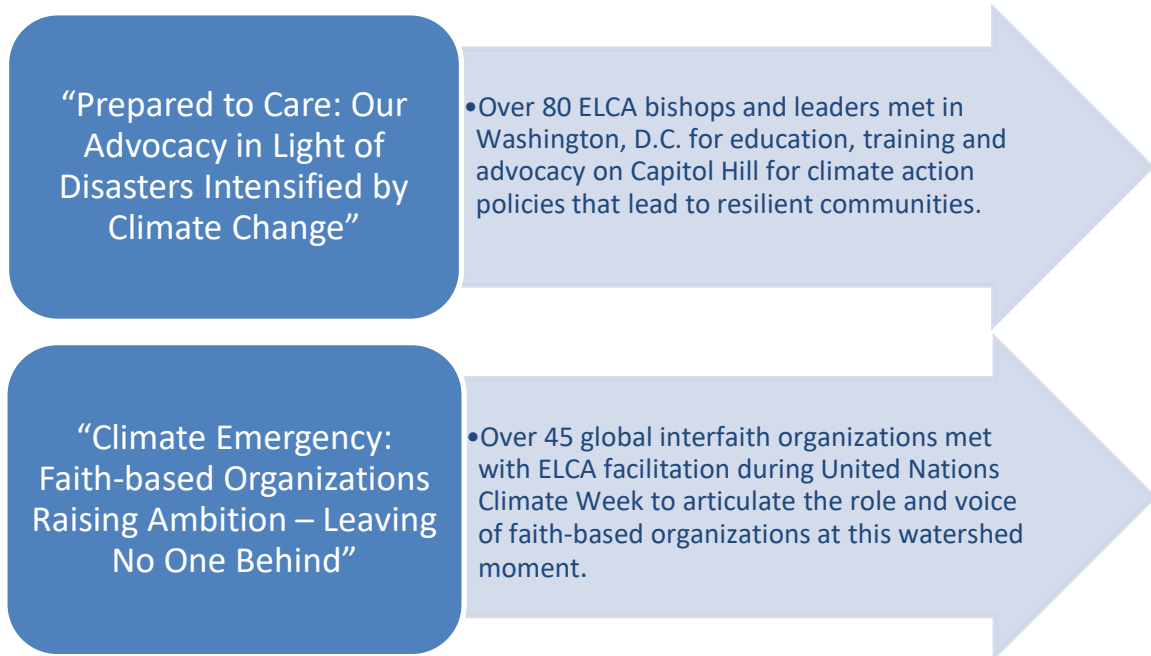 “Prepared to Care: Our
Advocacy in Light of
Disasters Intensified by
Climate Change”
•Over 80 ELCA bishops and leaders met in
Washington, D.C. for education, training and
advocacy on Capitol Hill for climate action
policies that lead to resilient communities.
“Climate Emergency:
Faith-based Organizations
Raising Ambition – Leaving
No One Behind”
•Over 45 global interfaith organizations met
with ELCA facilitation during United Nations
Climate Week to articulate the role and voice
of faith-based organizations at this watershed
moment.